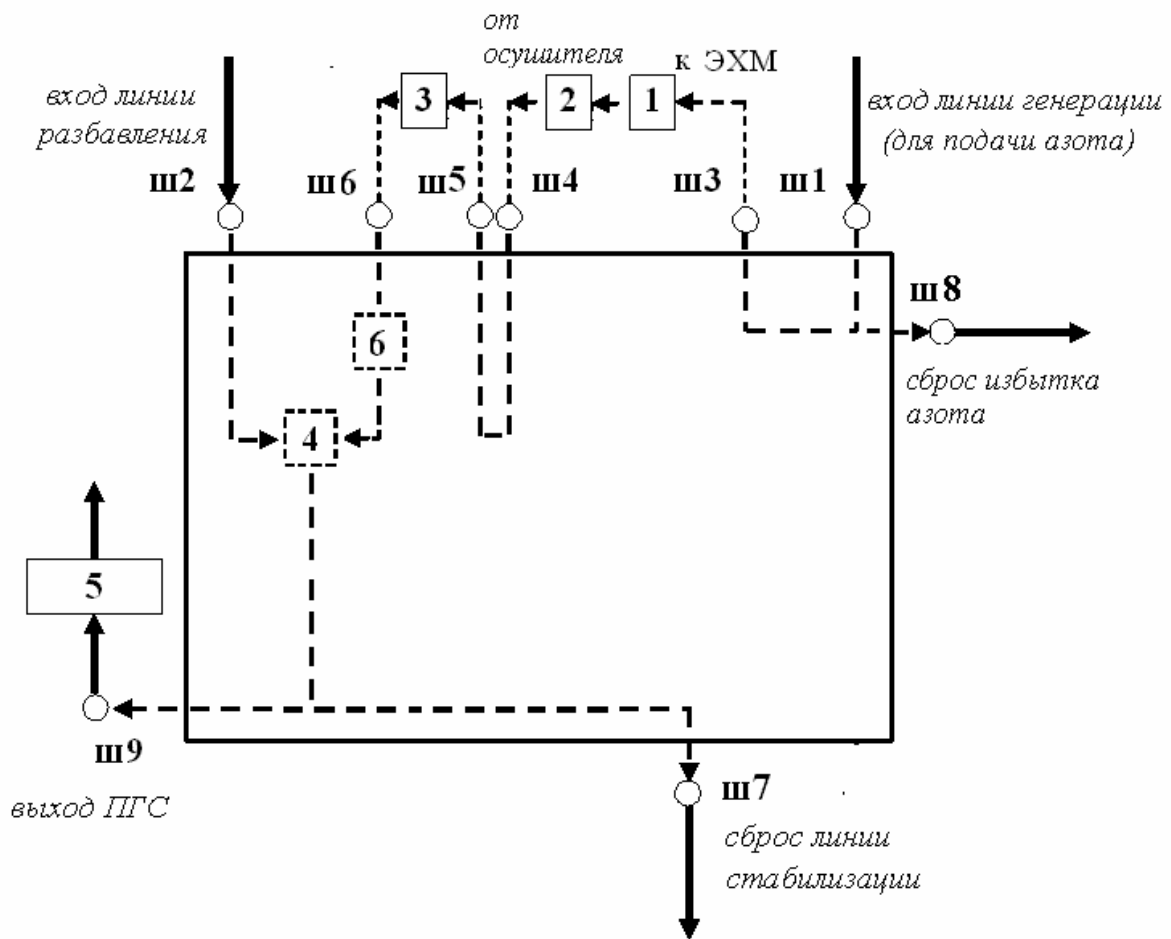 от
осушителя
к ЭХМ
вход линии
разбавления
3
2
1
вход линии генерации
(для подачи азота)
ш2
ш6
ш5
ш4
ш3
ш1
ш8
6
сброс избытка
азота
4
5
ш9
ш7
выход ПГС
сброс линии
стабилизации